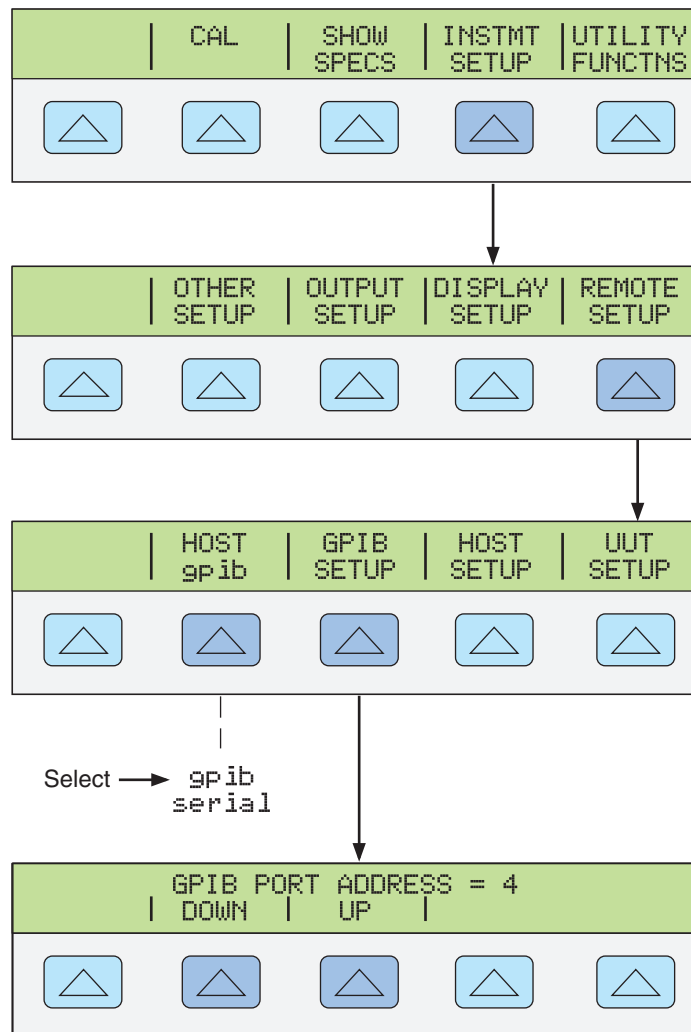 CAL | SHOW | INSTMT | UTILITY
SPECS | SETUP | FUNCTNS
OTHER | OUTPUT | DISPLAY | REMOTE
SETUP | SETUP | SETUP | SETUP
HOST | GPIB | HOST | UUT
gpib | SETUP | SETUP | SETUP
Select gpib
serial
GPIB PORT ADDRESS = 4
DOWN | UP |